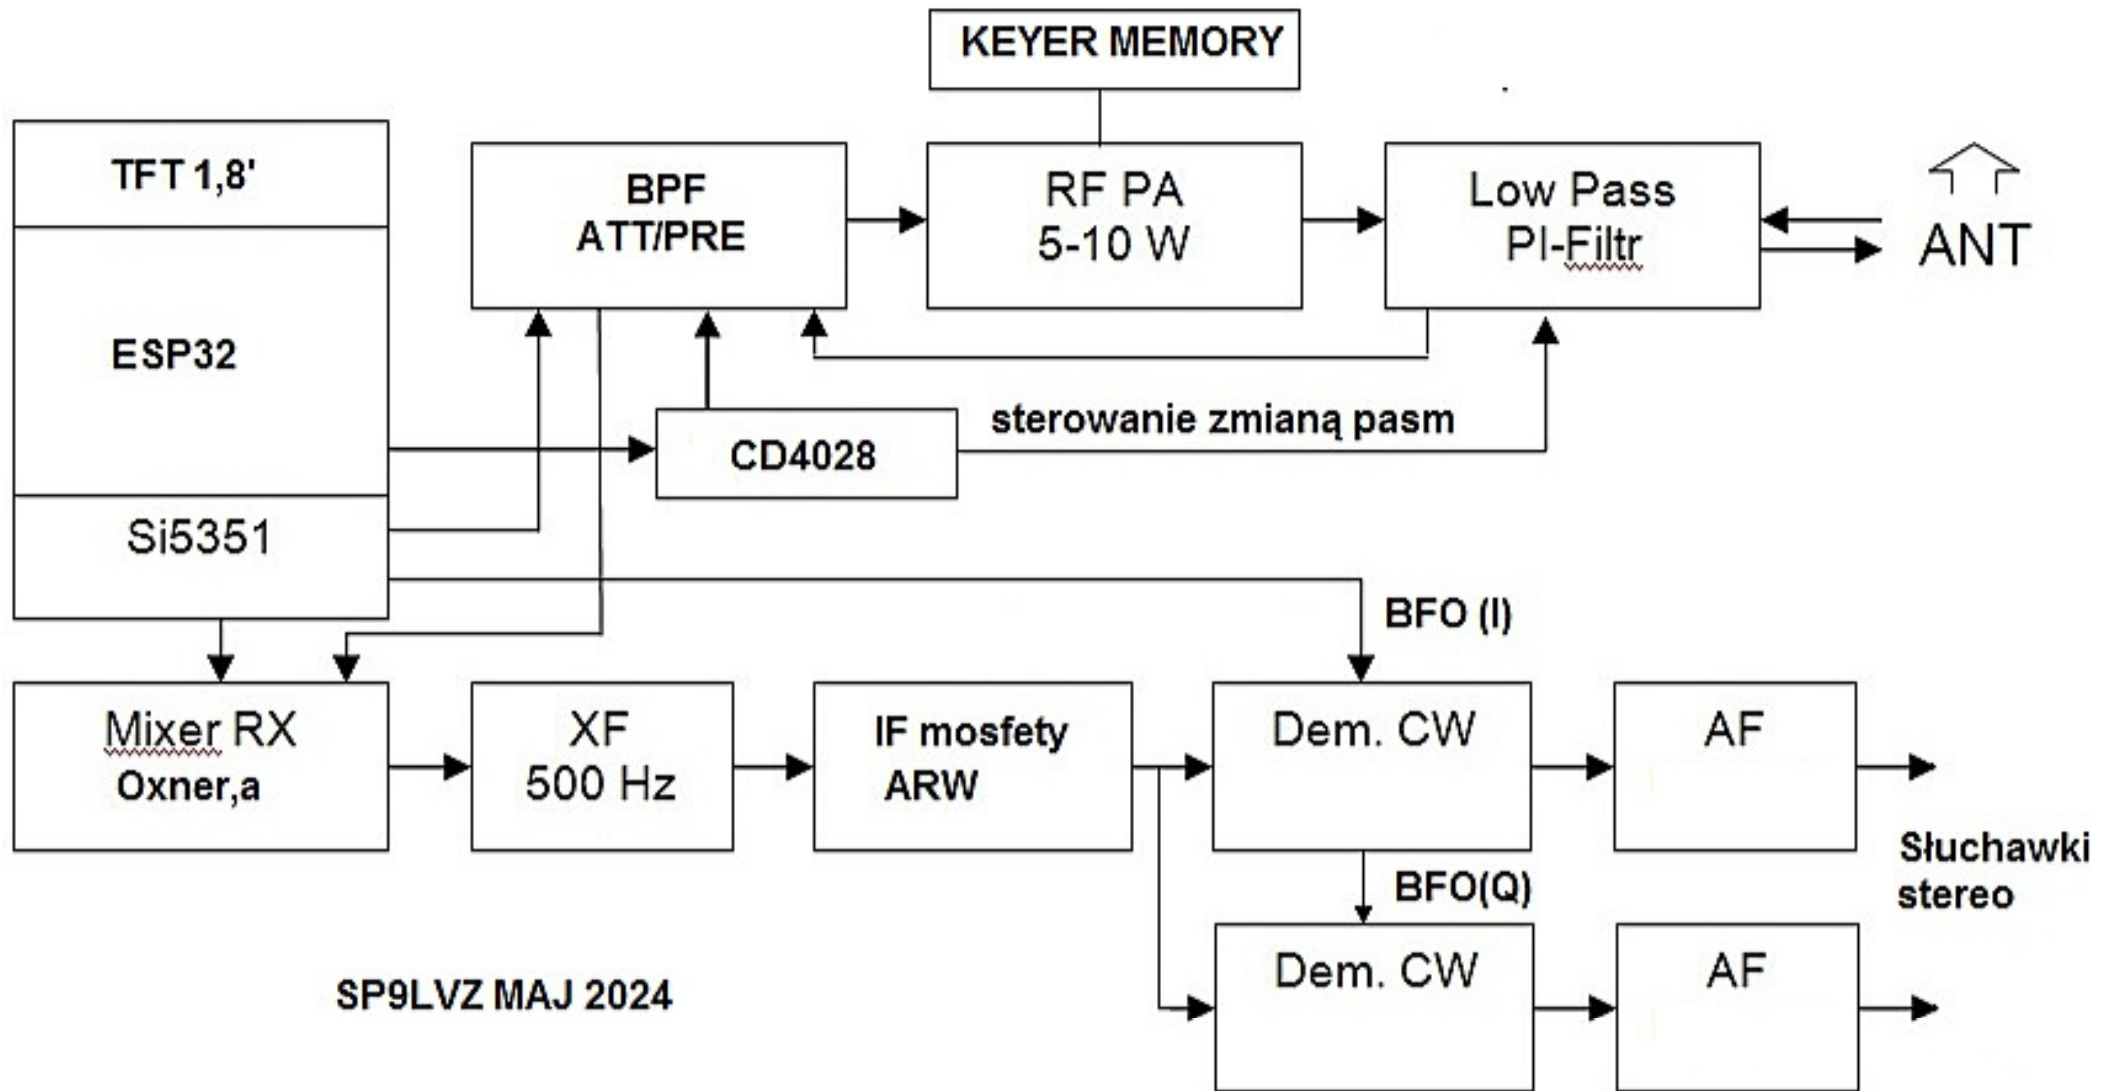 KEYER MEMORY
TFT 1,8'
ESP32
Si5351
BPF
ATT/PRE
RF PA
5-10 W
Low Pass
PI-Filtr
ANT
CD4028
sterowanie zmianą pasm
BFO (I)
Mixer RX
Oxner,a
XF
500 Hz
IF mosfety
ARW
Dem. CW
AF
Słuchawki
stereo
BFO(Q)
Dem. CW
AF
SP9LVZ MAJ 2024